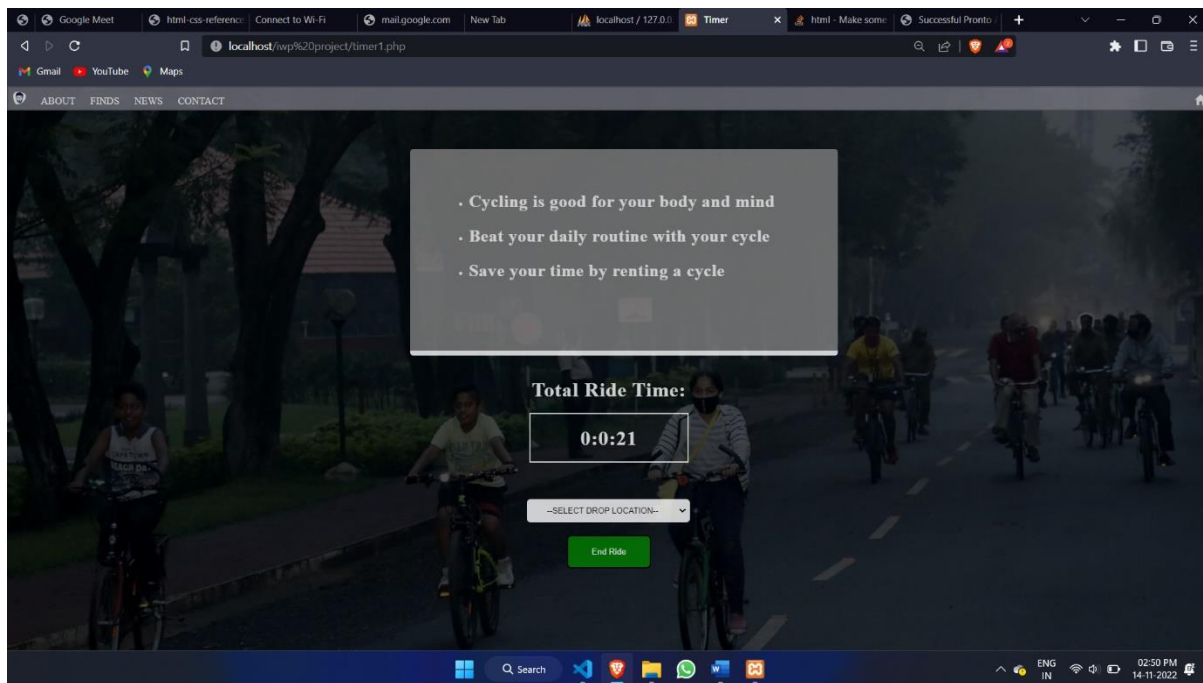 Google Meet html-css-reference Connect to Wi-Fi mail.google.com New Tab localhost / 127.0.0. Timer html - Make some Successful Pronto /
localhost/iwp%20project/timer1.php
Gmail YouTube Maps
ABOUT FINDS NEWS CONTACT
• Cycling is good for your body and mind
• Beat your daily routine with your cycle
• Save your time by renting a cycle
Total Ride Time:
0:0:21
--SELECT DROP LOCATION--
End Ride
Search
ENG
IN
02:50 PM
14-11-2022